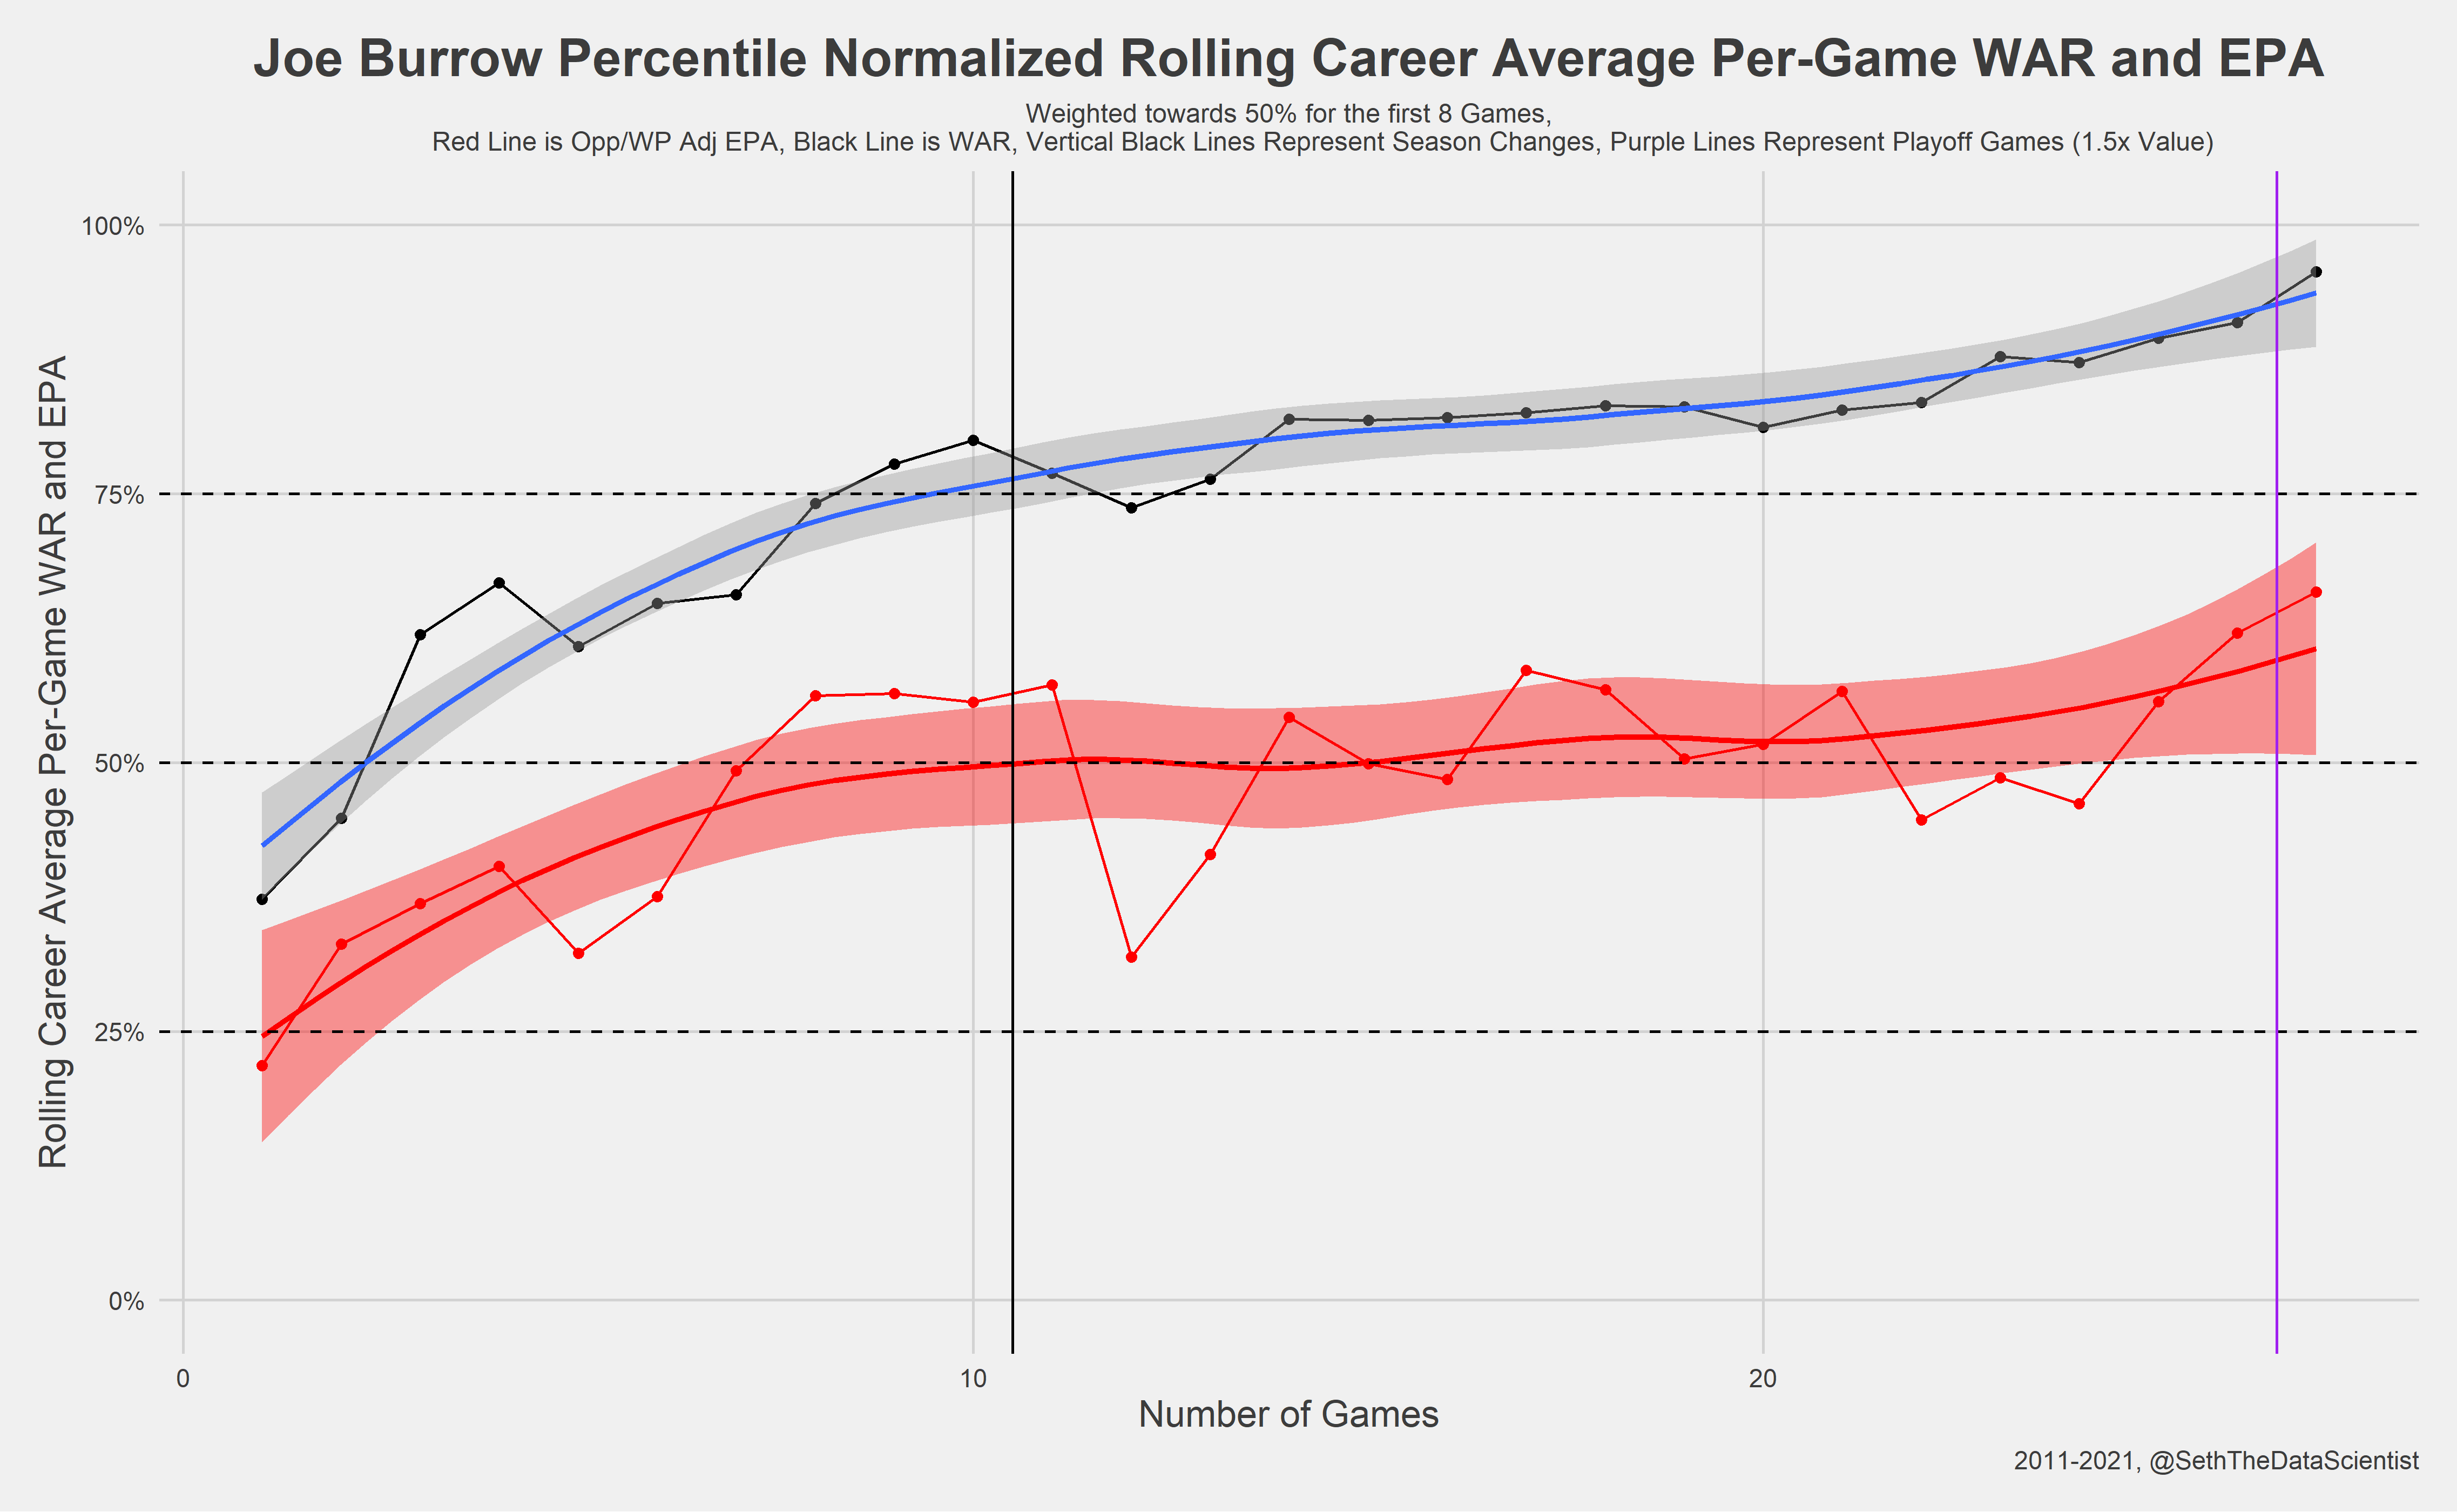 Joe Burrow Percentile Normalized Rolling Career Average Per-Game WAR and EPA
Weighted towards 50% for the first 8 Games,
Red Line is Opp/WP Adj EPA, Black Line is WAR, Vertical Black Lines Represent Season Changes, Purple Lines Represent Playoff Games (1.5x Value)
Rolling Career Average Per-Game WAR and EPA
100%
75%
50%
25%
0%
0
10
20
Number of Games
2011-2021, @SethTheDataScientist